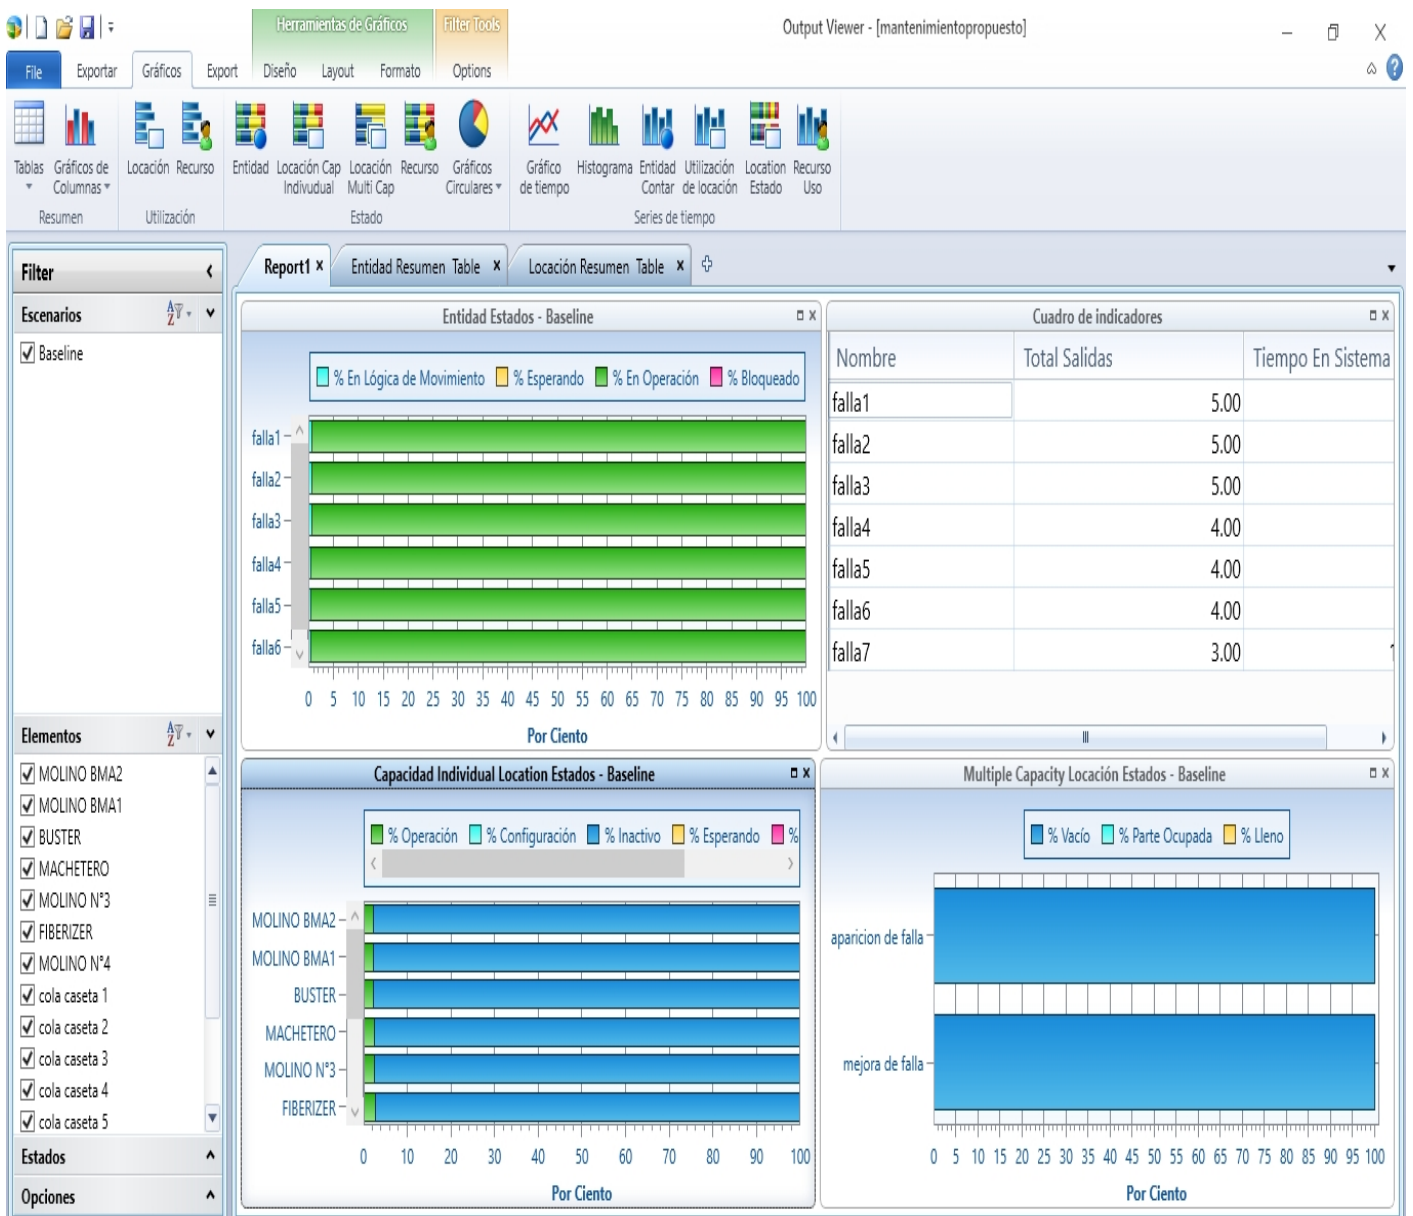 Herramientas de Gráficos Filter Tools Output Viewer - [mantenimientopropuesto]
File Exportar Gráficos Export Diseño Layout Formato Options
Tablas Gráficos de Columnas Locación Recurso Entidad Locación Cap Indivudual Locación Multi Cap Recurso Gráficos Circulares Gráfico de tiempo Histograma Entidad Contar Utilización de locación Location Estado Recurso Uso
Resumen Utilización Estado Series de tiempo
Filter
Report1 x Entidad Resumen Table x Locación Resumen Table x
Escenarios
Baseline
Elementos
MOLINO BMA2
MOLINO BMA1
BUSTER
MACHETERO
MOLINO N°3
FIBERIZER
MOLINO N°4
cola caseta 1
cola caseta 2
cola caseta 3
cola caseta 4
cola caseta 5
Estados
Opciones
Entidad Estados - Baseline
% En Lógica de Movimiento % Esperando % En Operación % Bloqueado
falla1
falla2
falla3
falla4
falla5
falla6
0 5 10 15 20 25 30 35 40 45 50 55 60 65 70 75 80 85 90 95 100
Por Ciento
Cuadro de indicadores
Nombre Total Salidas Tiempo En Sistema
falla1 5.00
falla2 5.00
falla3 5.00
falla4 4.00
falla5 4.00
falla6 4.00
falla7 3.00
Capacidad Individual Location Estados - Baseline
% Operación % Configuración % Inactivo % Esperando %
MOLINO BMA2
MOLINO BMA1
BUSTER
MACHETERO
MOLINO N°3
FIBERIZER
0 10 20 30 40 50 60 70 80 90 100
Por Ciento
Multiple Capacity Locación Estados - Baseline
% Vacío % Parte Ocupada % Lleno
aparicion de falla
mejora de falla
0 5 10 15 20 25 30 35 40 45 50 55 60 65 70 75 80 85 90 95 100
Por Ciento